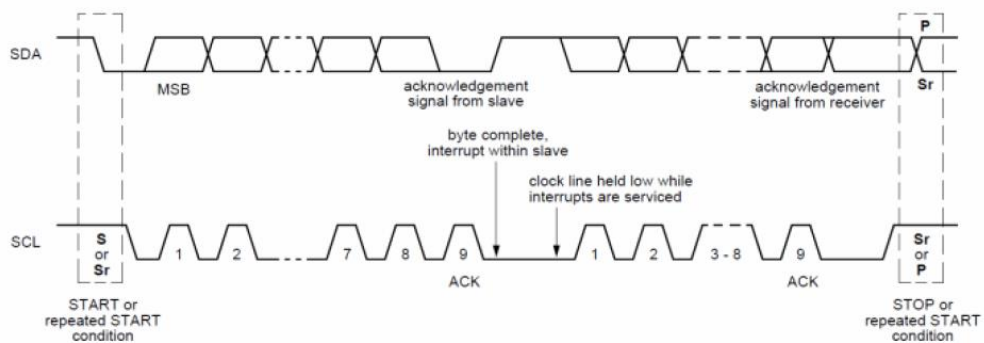 P
SDA
MSB
acknowledgement
signal from slave
acknowledgement
signal from receiver
Sr
byte complete,
interrupt within slave
clock line held low while
interrupts are serviced
SCL
S
or
Sr
1
2
7
8
9
1
2
3 - 8
9
Sr
or
P
ACK
ACK
START or
repeated START
condition
STOP or
repeated START
condition